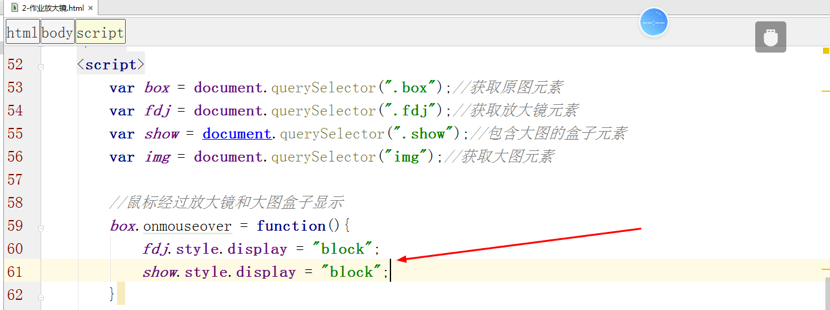 2-作业放大镜.html ×
html body script
52 <script>
53 var box = document.querySelector(".box");//获取原图元素
54 var fdj = document.querySelector(".fdj");//获取放大镜元素
55 var show = document.querySelector(".show");//包含大图的盒子元素
56 var img = document.querySelector("img");//获取大图元素
57
58 //鼠标经过放大镜和大图盒子显示
59 box.onmouseover = function(){
60 fdj.style.display = "block";
61 show.style.display = "block";
62 }